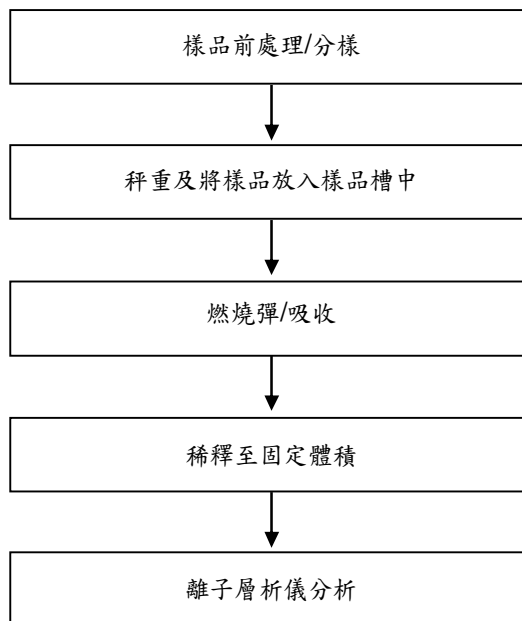 樣品前處理/分樣
秤重及將樣品放入樣品槽中
燃燒彈/吸收
稀釋至固定體積
離子層析儀分析